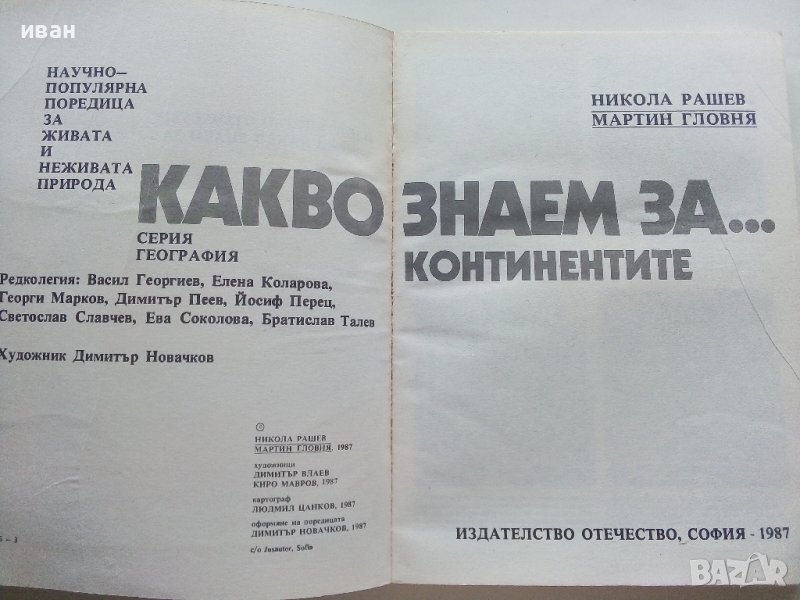 иван
НАУЧНО–
ПОПУЛЯРНА
ПОРЕДИЦА
ЗА
ЖИВАТА
И
НЕЖИВАТА
ПРИРОДА
КАКВО ЗНАЕМ ЗА...
СЕРИЯ
ГЕОГРАФИЯ
Редколегия: Васил Георгиев, Елена Коларова,
Георги Марков, Димитър Пеев, Йосиф Перец,
Светослав Славчев, Ева Соколова, Братислав Талев
Художник Димитър Новачков
©
НИКОЛА РАШЕВ
МАРТИН ГЛОВНЯ, 1987
художници
ДИМИТЪР ВЛАЕВ
КИРО МАВРОВ, 1987
картограф
ЛЮДМИЛ ЦАНКОВ, 1987
оформяне на поредицата
ДИМИТЪР НОВАЧКОВ, 1987
c/o Jusautor, Sofia
НИКОЛА РАШЕВ
МАРТИН ГЛОВНЯ
КОНТИНЕНТИТЕ
ИЗДАТЕЛСТВО ОТЕЧЕСТВО, СОФИЯ - 1987
BAZAR